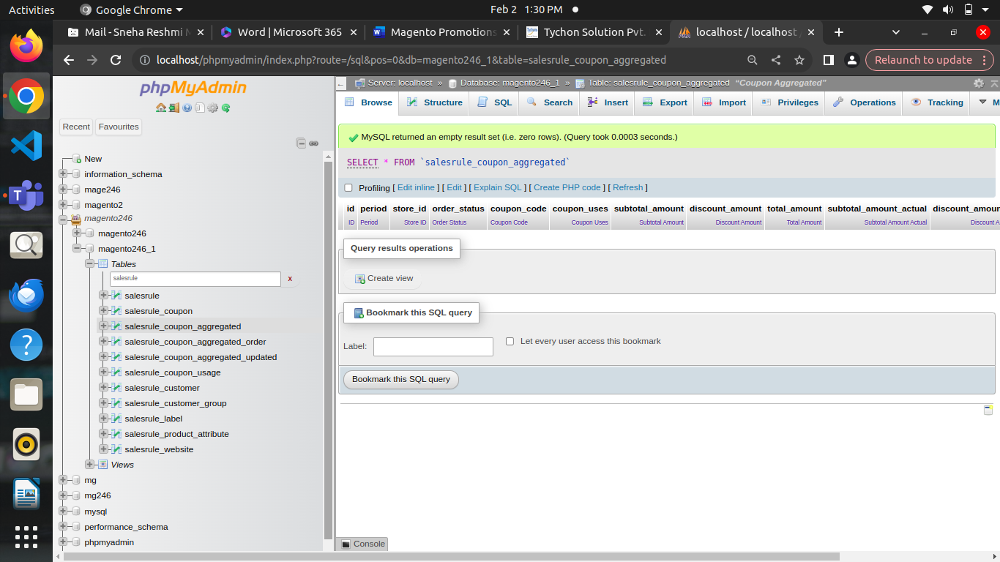 Activities
Google Chrome
Feb 2 1:30 PM
Mail - Sneha Reshmi M
Word | Microsoft 365
Magento Promotions
Tychon Solution Pvt.
localhost / localhost /
localhost/phpmyadmin/index.php?route=/sql&pos=0&db=magento246_1&table=salesrule_coupon_aggregated
Relaunch to update
phpMyAdmin
Recent
Favourites
New
information_schema
mage246
magento2
magento246
magento246
magento246_1
Tables
salesrule
x
salesrule
salesrule_coupon
salesrule_coupon_aggregated
salesrule_coupon_aggregated_order
salesrule_coupon_aggregated_updated
salesrule_coupon_usage
salesrule_customer
salesrule_customer_group
salesrule_label
salesrule_product_attribute
salesrule_website
Views
mg
mg246
mysql
performance_schema
phpmyadmin
Server: localhost » Database: magento246_1 » Table: salesrule_coupon_aggregated "Coupon Aggregated"
Browse Structure SQL Search Insert Export Import Privileges Operations Tracking M
MySQL returned an empty result set (i.e. zero rows). (Query took 0.0003 seconds.)
SELECT * FROM `salesrule_coupon_aggregated`
Profiling [ Edit inline ] [ Edit ] [ Explain SQL ] [ Create PHP code ] [ Refresh ]
id period store_id order_status coupon_code coupon_uses subtotal_amount discount_amount total_amount subtotal_amount_actual discount_amoun
ID Period Store ID Order Status Coupon Code Coupon Uses Subtotal Amount Discount Amount Total Amount Subtotal Amount Actual Discount A
Query results operations
Create view
Bookmark this SQL query
Label:
Let every user access this bookmark
Bookmark this SQL query
Console